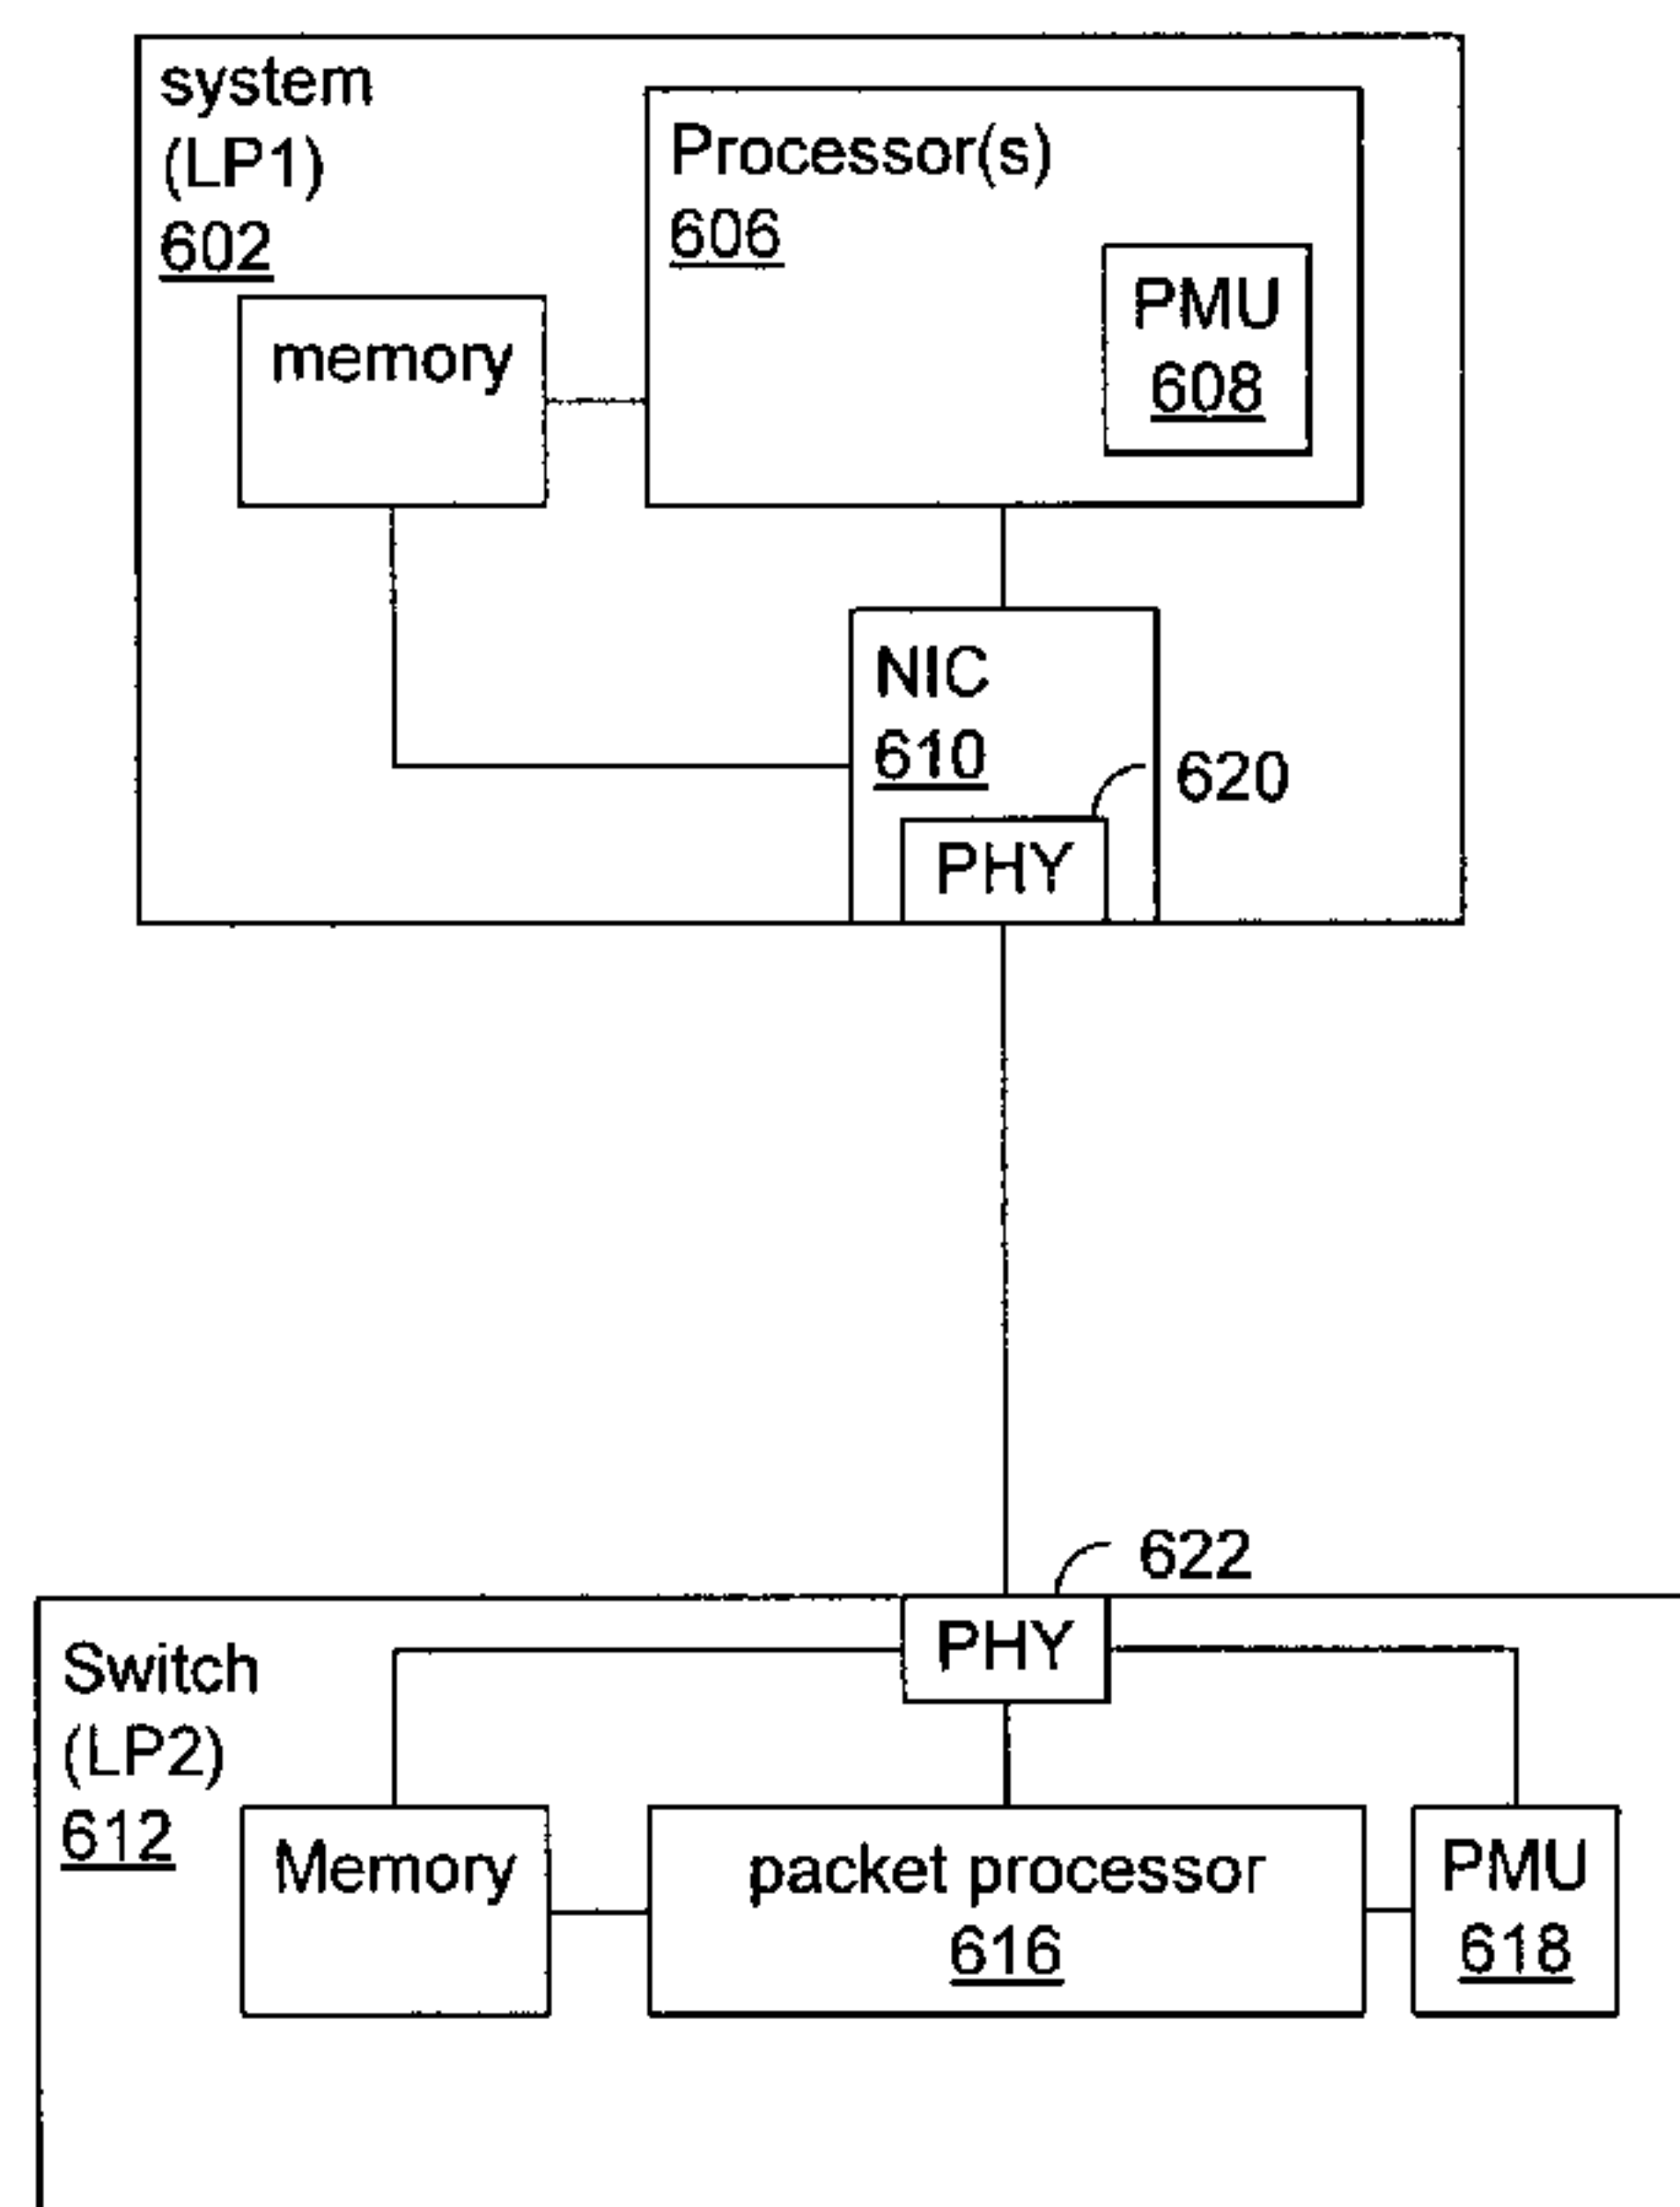 system
(LP1)
602
Processor(s)
606
PMU
608
memory
NIC
610
620
PHY
622
PHY
Switch
(LP2)
612
Memory
packet processor
616
PMU
618